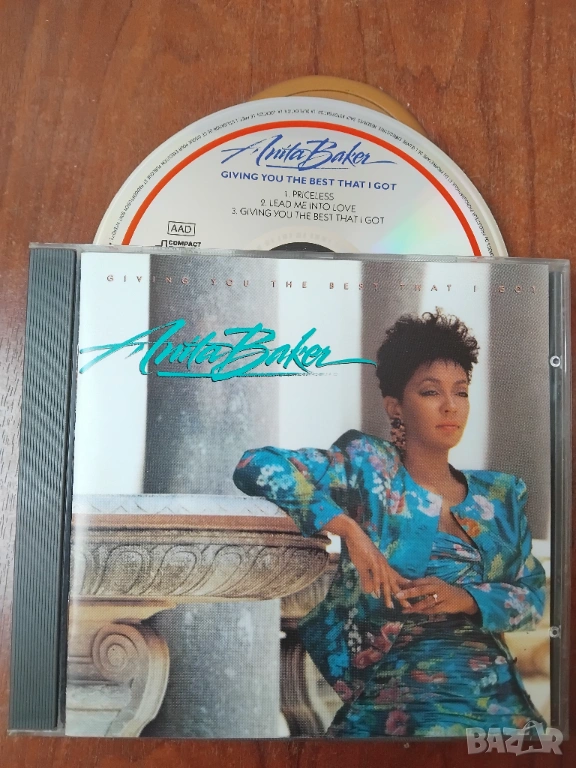 Anita Baker
GIVING YOU THE BEST THAT I GOT
1. PRICELESS
2. LEAD ME INTO LOVE
3. GIVING YOU THE BEST THAT I GOT
AAD
COMPACT
GIVING YOU THE BEST THAT I GOT
Anita Baker
BAZAR